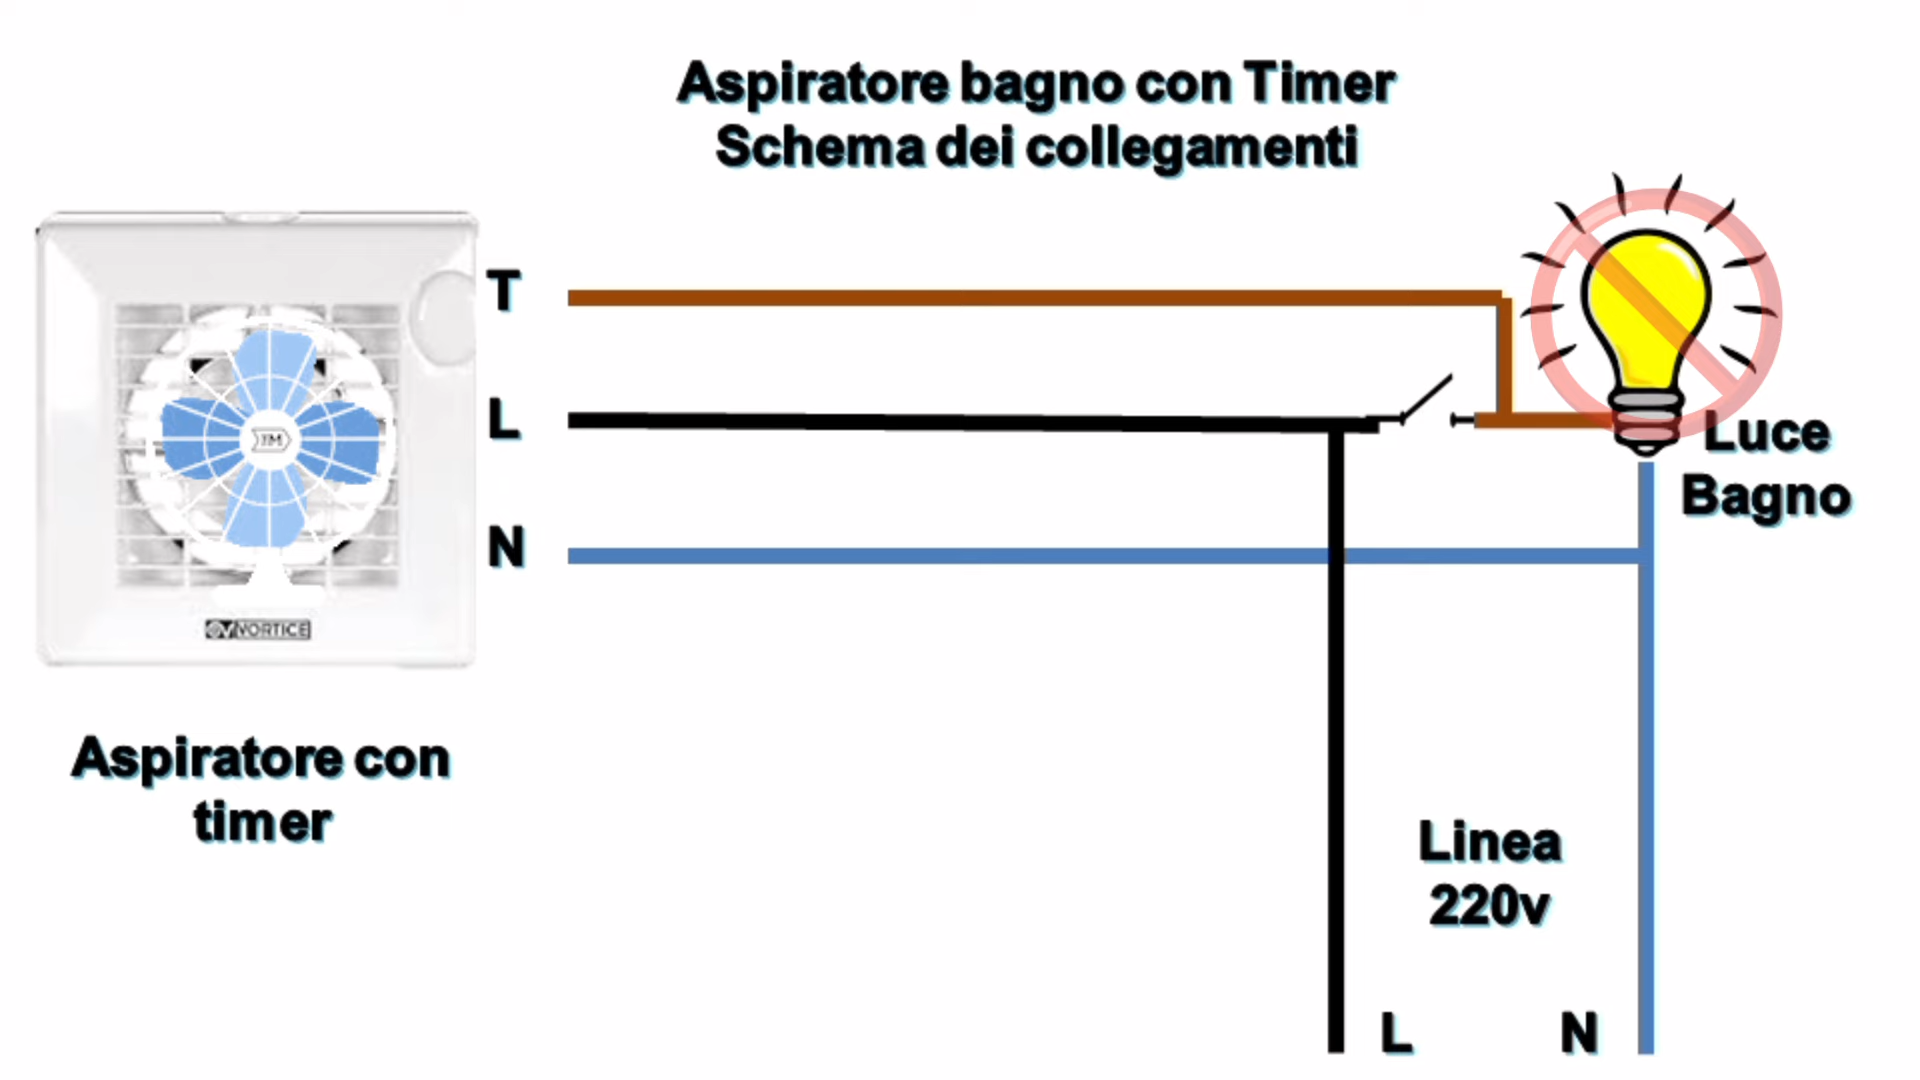 Aspiratore bagno con Timer
Schema dei collegamenti
T
L
N
VORTICE
Luce
Bagno
Aspiratore con
timer
Linea
220v
L N